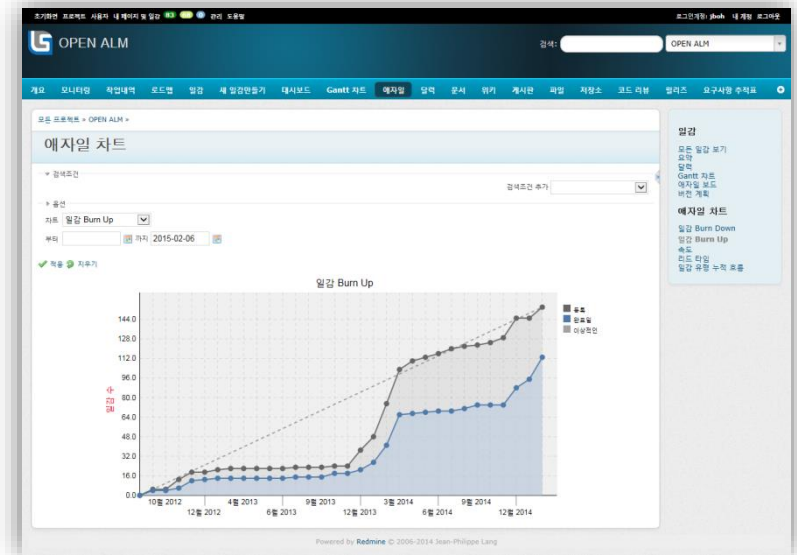 초기화면 프로젝트 사용자 내 페이지 및 일감 83 0 관리 도움말
로그인계정: jboh 내 계정 로그아웃
OPEN ALM
검색:
OPEN ALM
개요 모니터링 작업내역 로드맵 일감 새 일감만들기 대시보드 Gantt 차트 애자일 달력 문서 위키 게시판 파일 저장소 코드 리뷰 릴리즈 요구사항 추적표
모든 프로젝트 » OPEN ALM »
애자일 차트
검색조건
검색조건 추가
옵션
차트 일감 Burn Up
부터 까지 2015-02-06
적용 지우기
일감 Burn Up
144.0
128.0
112.0
96.0
80.0
64.0
48.0
32.0
16.0
0.0
일감 수
등록
완료일
이상적인
10월 2012
12월 2012
4월 2013
6월 2013
9월 2013
12월 2013
3월 2014
6월 2014
9월 2014
12월 2014
일감
모든 일감 보기
요약
달력
Gantt 차트
애자일 보드
버전 계획
애자일 차트
일감 Burn Down
일감 Burn Up
속도
리드 타임
일감 유형 누적 흐름
Powered by Redmine © 2006-2014 Jean-Philippe Lang